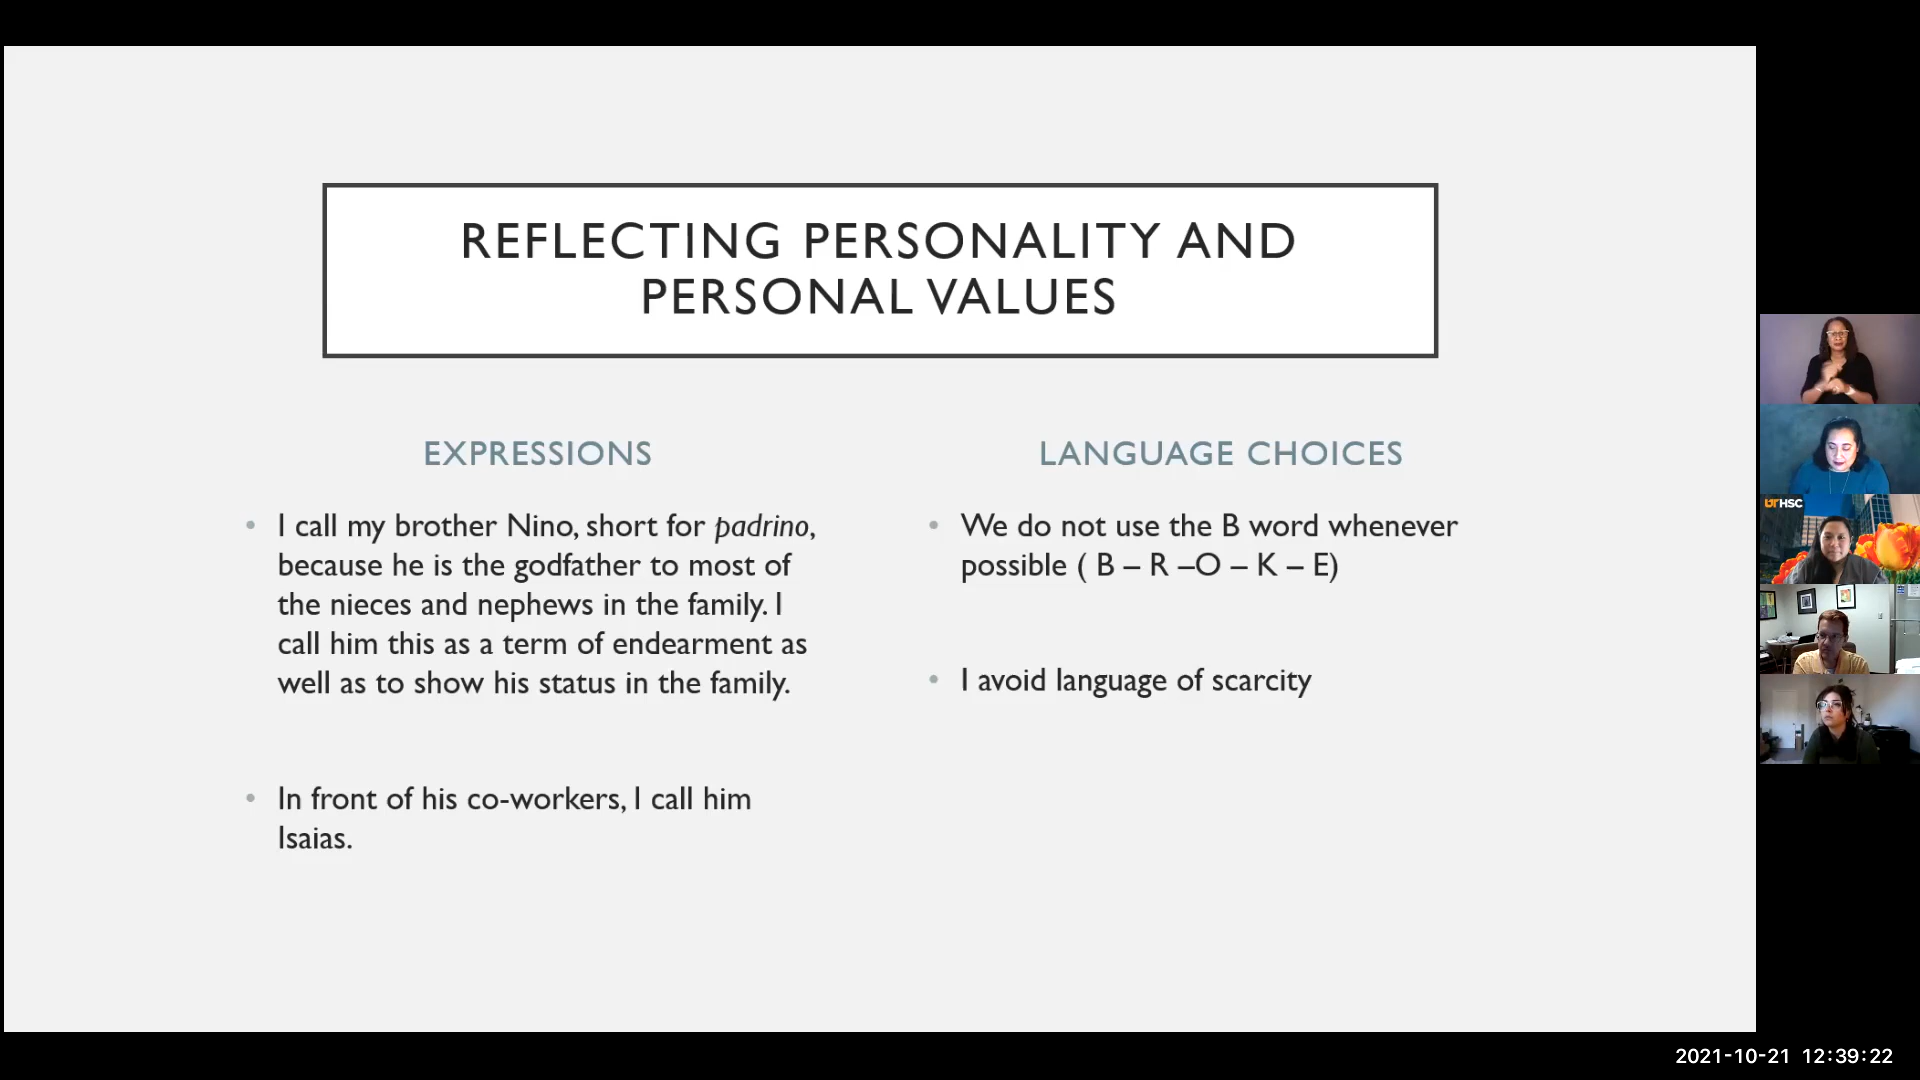 REFLECTING PERSONALITY AND
PERSONAL VALUES
EXPRESSIONS
• I call my brother Nino, short for padrino,
because he is the godfather to most of
the nieces and nephews in the family. I
call him this as a term of endearment as
well as to show his status in the family.
• In front of his co-workers, I call him
Isaias.
LANGUAGE CHOICES
• We do not use the B word whenever
possible ( B – R –O – K – E)
• I avoid language of scarcity
UTHSC
2021-10-21 12:39:22